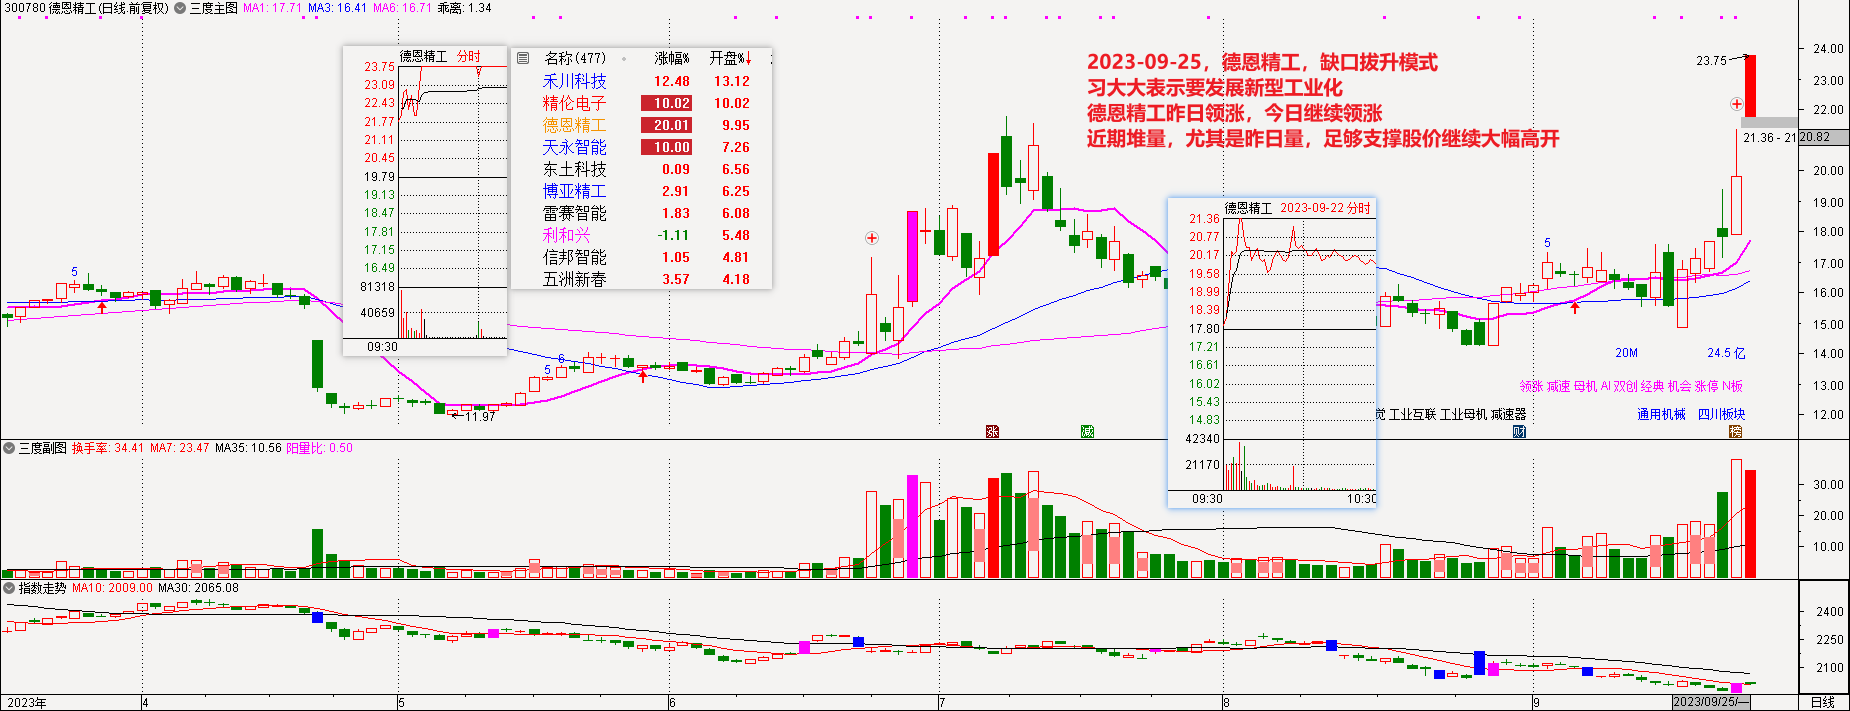 300780 德恩精工(日线.前复权) 三度主图 MA1: 17.71 MA3: 16.41 MA6: 16.71 乖离: 1.34
德恩精工 分时
23.75
23.09
22.43
21.77
21.11
20.45
19.79
19.13
18.47
17.81
17.15
16.49
81318
40659
09:30
名称(477) 涨幅% 开盘%↓
禾川科技 12.48 13.12
精伦电子 10.02 10.02
德恩精工 20.01 9.95
天永智能 10.00 7.26
东土科技 0.09 6.56
博亚精工 2.91 6.25
雷赛智能 1.83 6.08
利和兴 -1.11 5.48
信邦智能 1.05 4.81
五洲新春 3.57 4.18
2023-09-25，德恩精工，缺口拔升模式
习大大表示要发展新型工业化
德恩精工昨日领涨，今日继续领涨
近期堆量，尤其是昨日量，足够支撑股价继续大幅高开
23.75
21.36 - 21
24.00
23.00
22.00
20.82
20.00
19.00
18.00
17.00
16.00
15.00
14.00
13.00
12.00
德恩精工 2023-09-22 分时
21.36
20.77
20.17
19.58
18.99
18.39
17.80
17.21
16.61
16.02
15.43
14.83
42340
21170
09:30 10:30
5
5
6
5
11.97
20M 24.5亿
领涨 减速 母机 AI 双创 经典 机会 涨停 N板
工业互联 工业母机 减速器
通用机械 四川板块
涨 减 财 榜
三度副图 换手率: 34.41 MA7: 23.47 MA35: 10.56 阳量比: 0.50
30.00
20.00
10.00
指数走势 MA10: 2009.00 MA30: 2065.08
2400
2250
2100
2023年 4 5 6 7 8 9 2023/09/25/一 日线